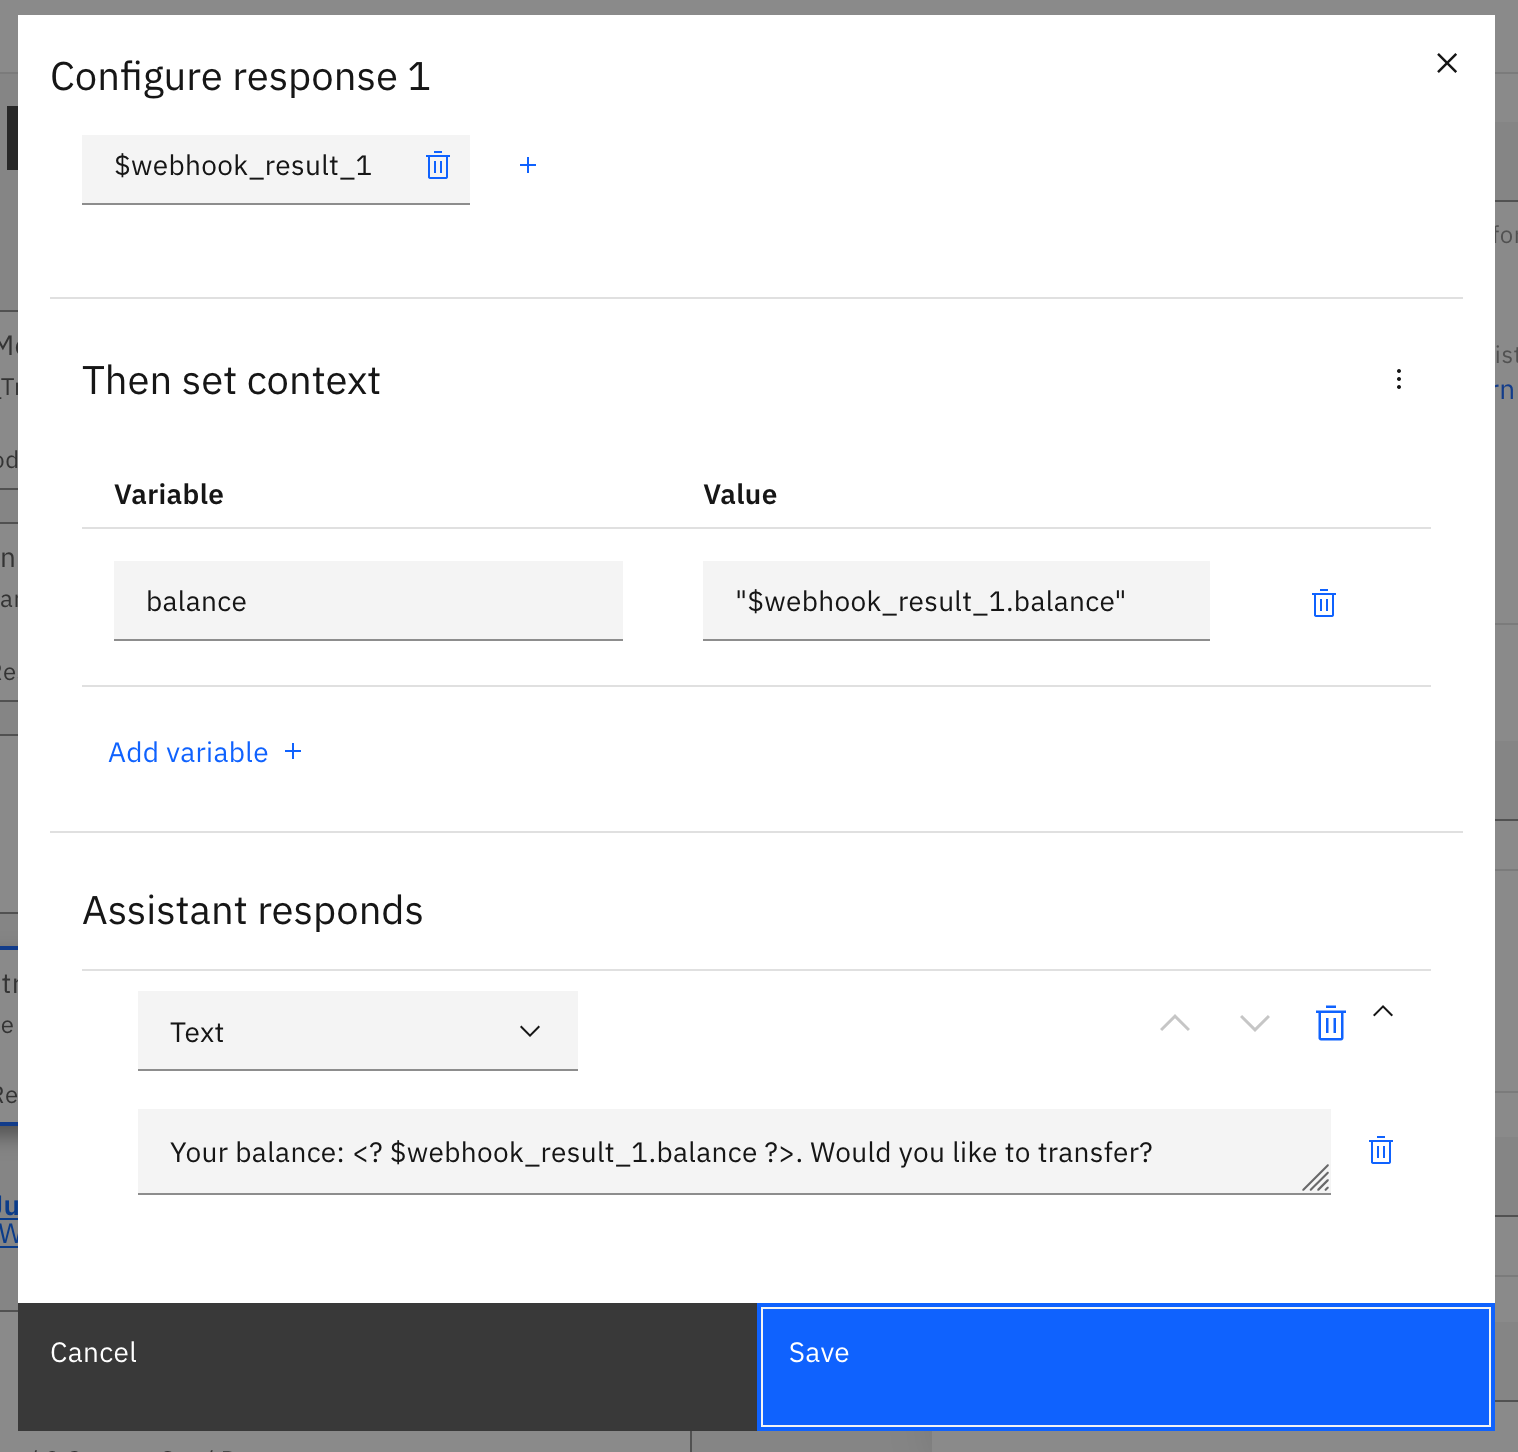 Configure response 1
$webhook_result_1
Then set context
Variable Value
balance "$webhook_result_1.balance"
Add variable +
Assistant responds
Text
Your balance: <? $webhook_result_1.balance ?>. Would you like to transfer?
Cancel Save